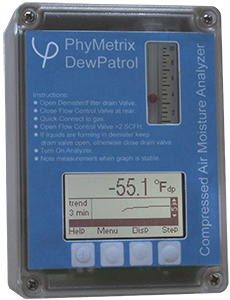 PhyMetrix
DewPatrol
Instructions:
Open Demister/Filter drain Valve.
Close Flow Control Valve at rear.
Quick-Connect to gas.
Open Flow Control Valve >2 SCFH.
If liquids are forming in demister keep
drain valve open, otherwise close drain valve.
Turn On Analyzer.
Note measurement when graph is stable.
Compressed Air Moisture Analyzer
-55.1 °Fdp
trend
3 min
Help Menu Disp Step